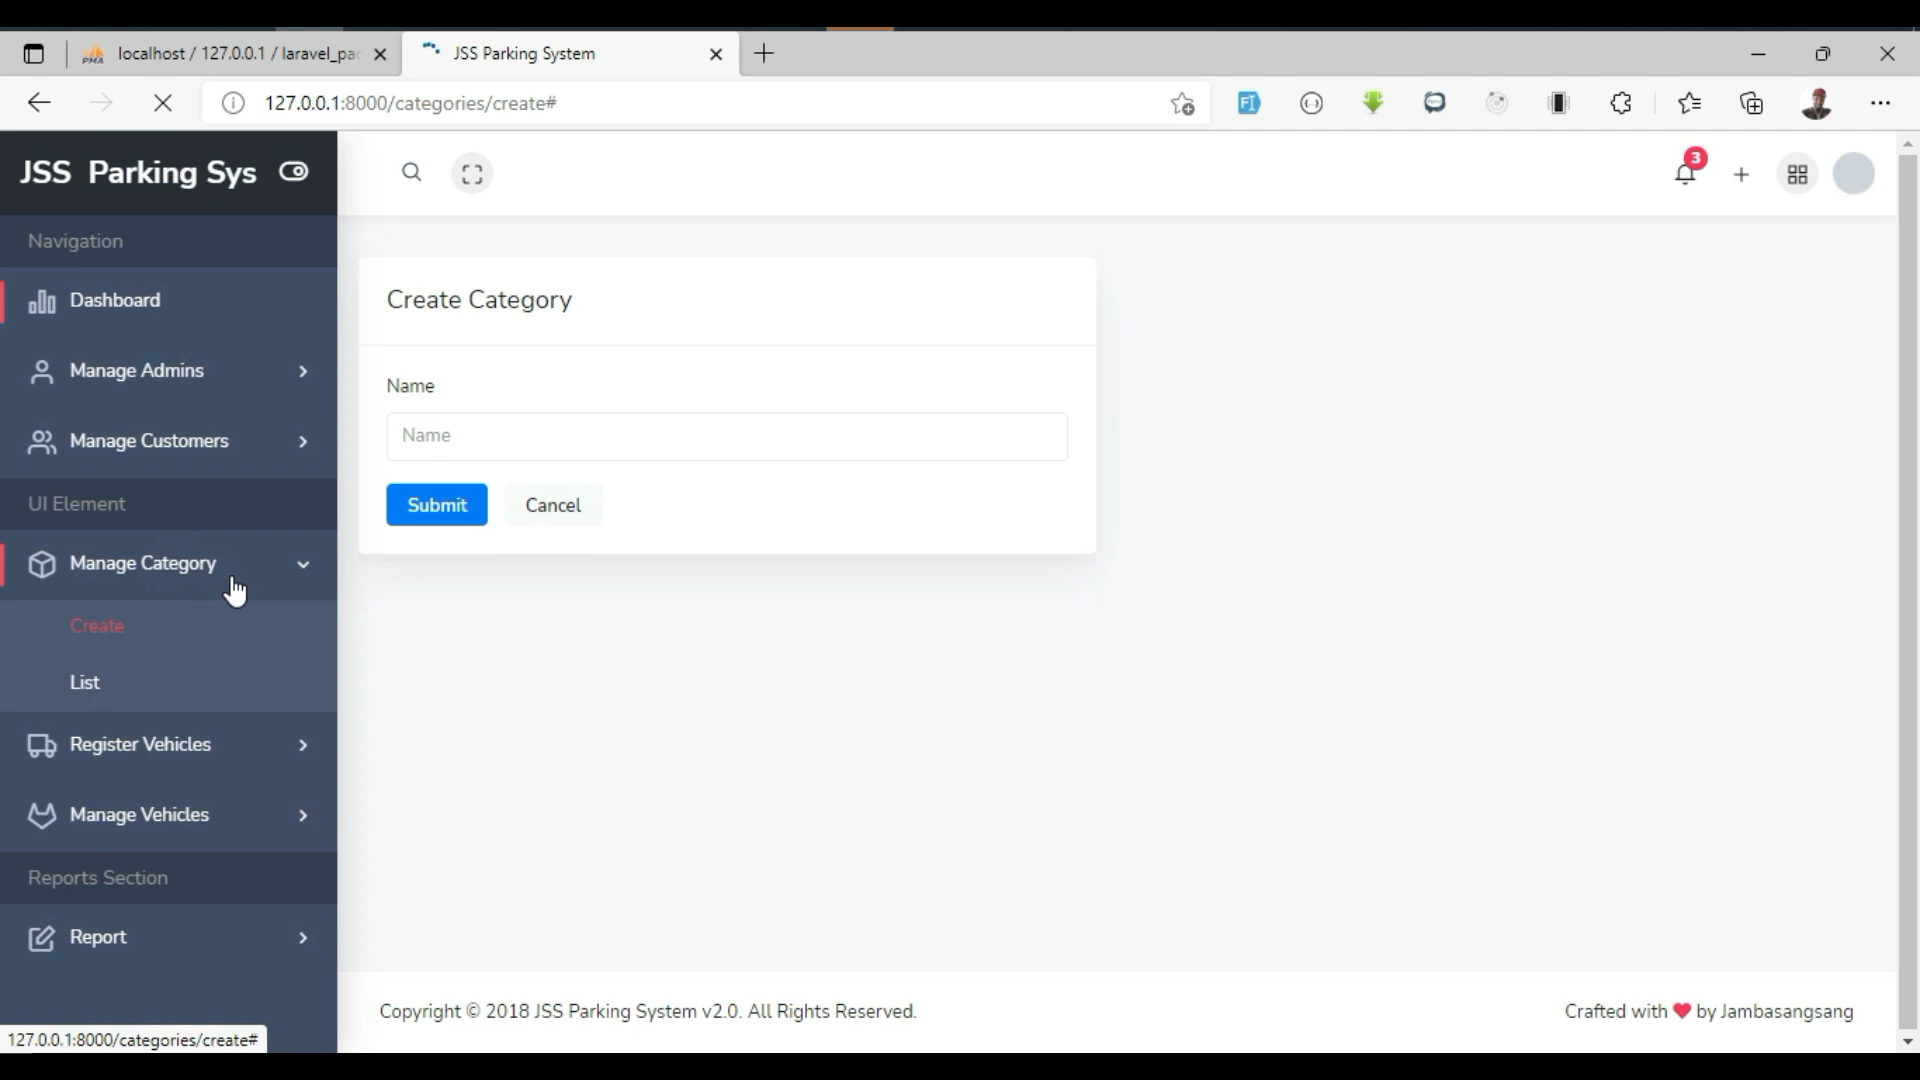 localhost / 127.0.0.1 / laravel_pac
JSS Parking System
127.0.0.1:8000/categories/create#
JSS Parking Sys
3
Navigation
Dashboard
Manage Admins
Manage Customers
UI Element
Manage Category
Create
List
Register Vehicles
Manage Vehicles
Reports Section
Report
Create Category
Name
Name
Submit
Cancel
Copyright © 2018 JSS Parking System v2.0. All Rights Reserved.
Crafted with ❤ by Jambasangsang
127.0.0.1:8000/categories/create#